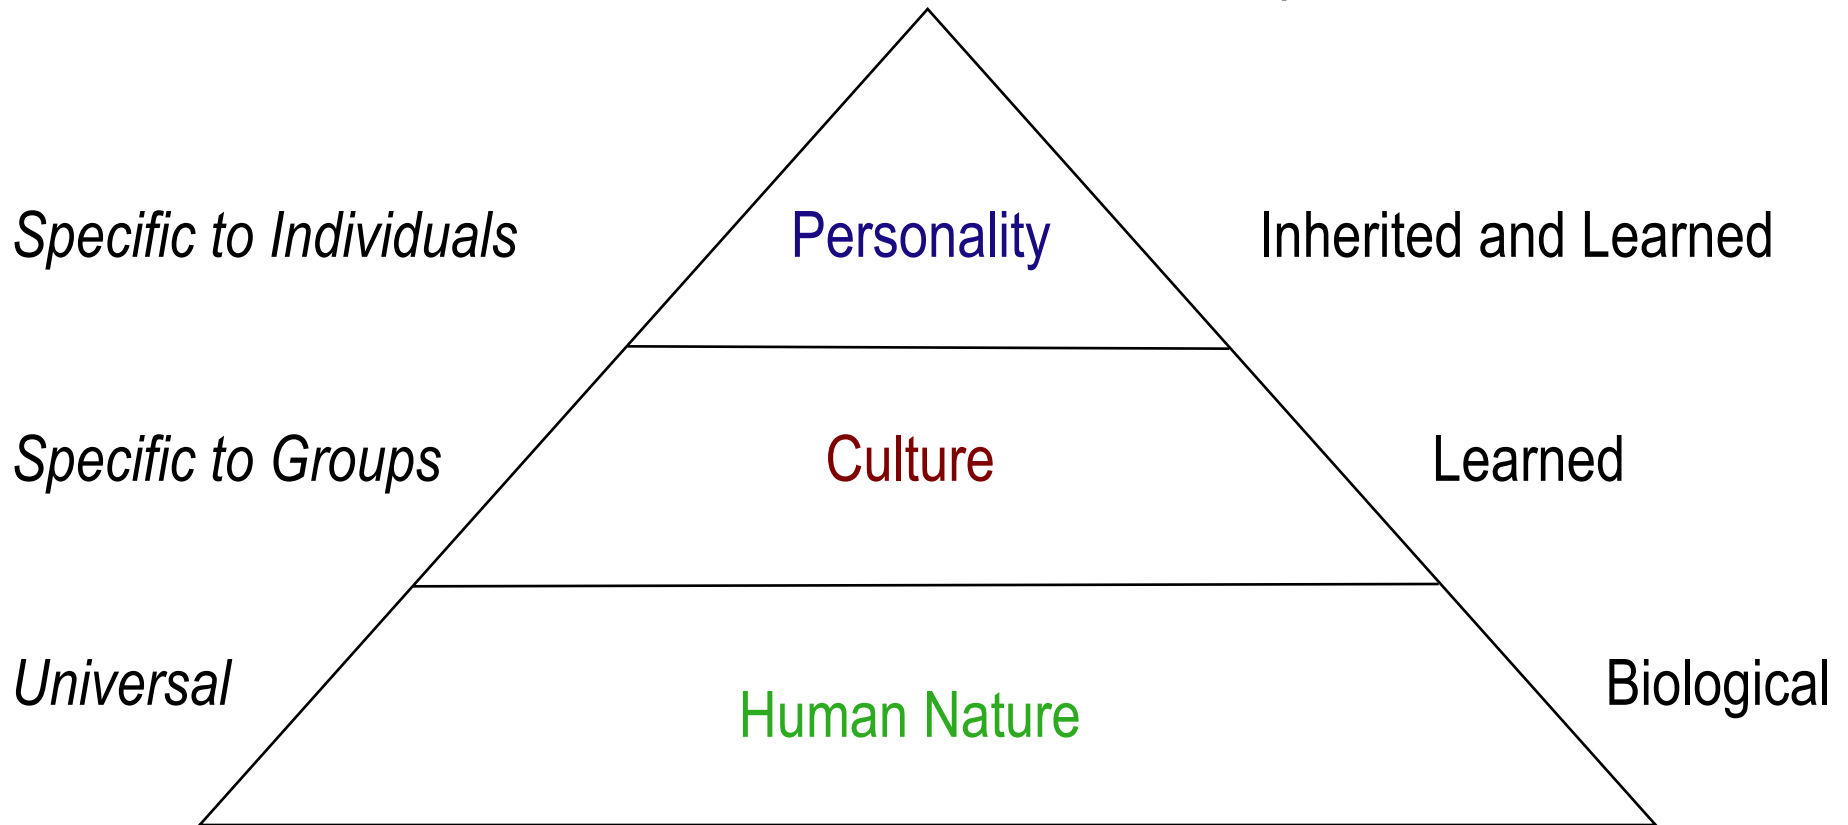 Specific to Individuals Personality Inherited and Learned
Specific to Groups Culture Learned
Universal Human Nature Biological